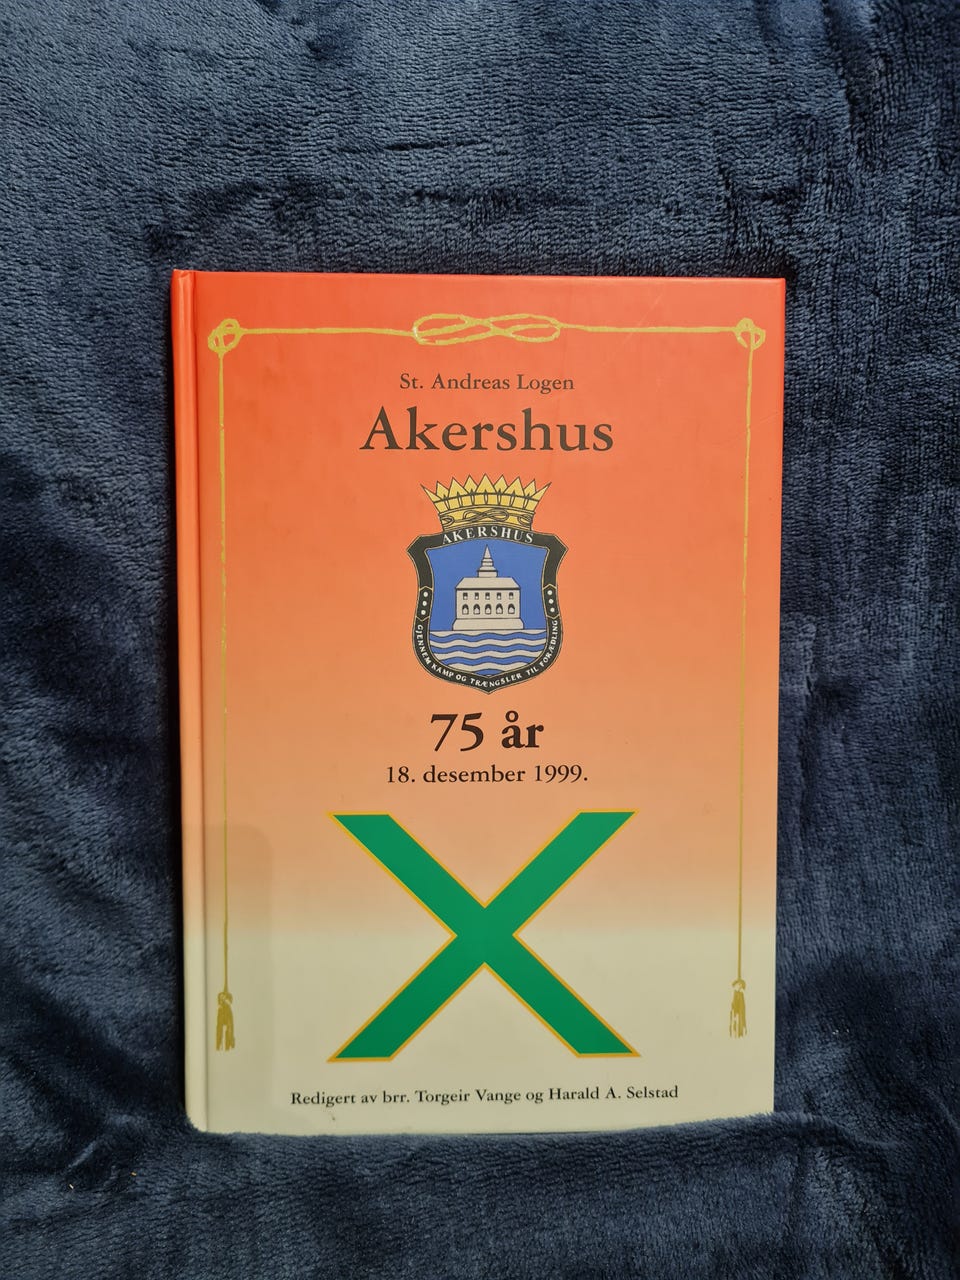 St. Andreas Logen
Akershus
AKERSHUS
GJENNEM KAMP OG TRÆNGSLER TIL FORÆDLING
75 år
18. desember 1999.
Redigert av brr. Torgeir Vange og Harald A. Selstad